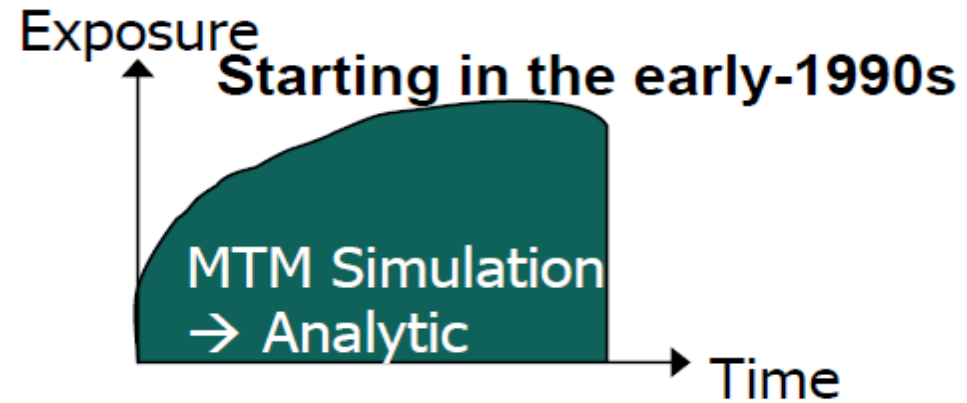 Exposure
Starting in the early-1990s
MTM Simulation
→ Analytic
Time